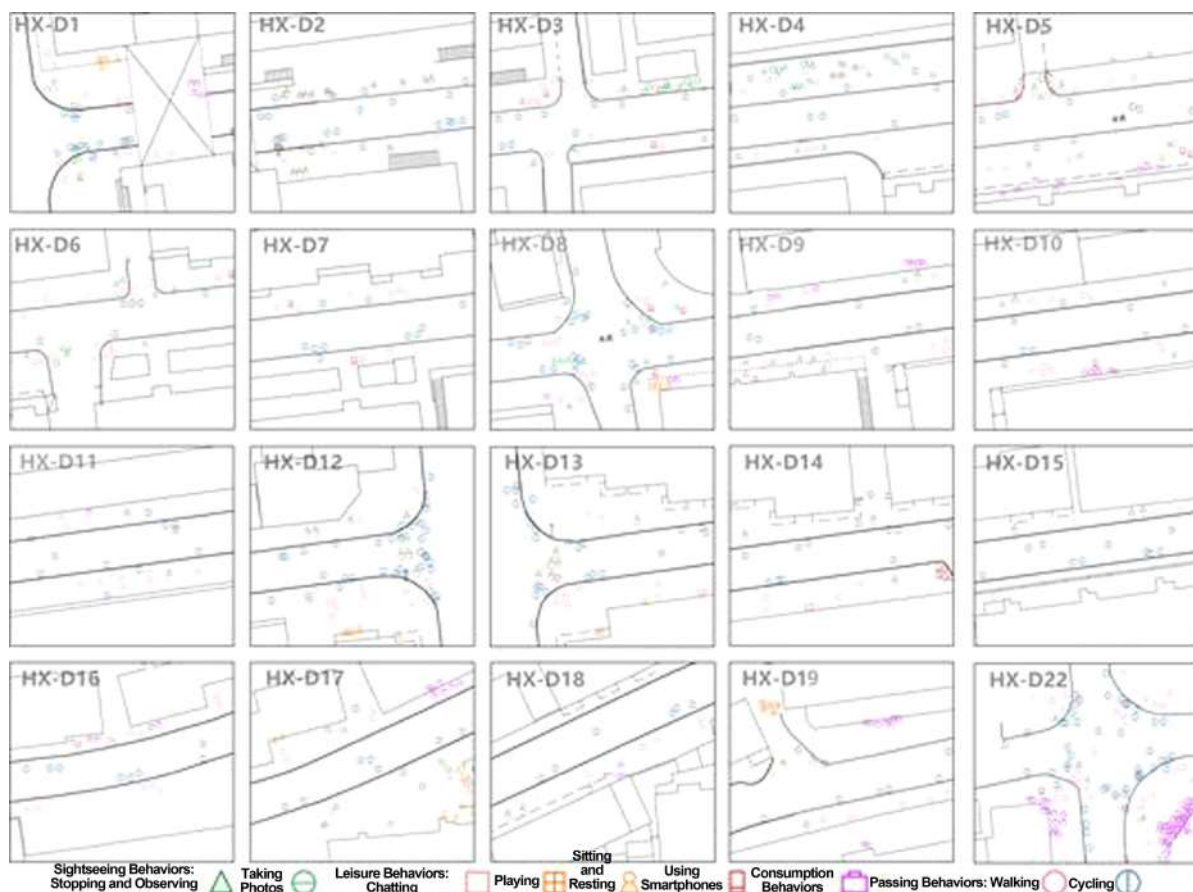 HX-D1 HX-D2 HX-D3 HX-D4 HX-D5
HX-D6 HX-D7 HX-D8 HX-D9 HX-D10
HX-D11 HX-D12 HX-D13 HX-D14 HX-D15
HX-D16 HX-D17 HX-D18 HX-D19 HX-D22
Sightseeing Behaviors: Stopping and Observing
Taking Photos
Leisure Behaviors: Chatting
Playing
Sitting and Resting
Using Smartphones
Consumption Behaviors
Passing Behaviors: Walking
Cycling